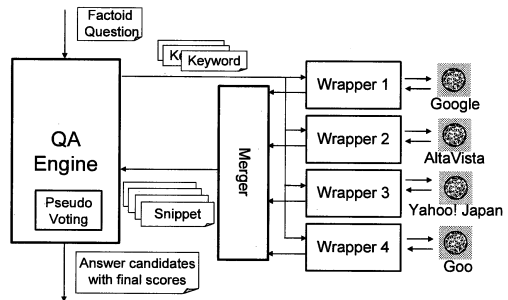 Factoid
Question
Ke
Keyword
QA
Engine
Pseudo
Voting
Snippet
Answer candidates
with final scores
Merger
Wrapper 1
Google
Wrapper 2
AltaVista
Wrapper 3
Yahoo! Japan
Wrapper 4
Goo